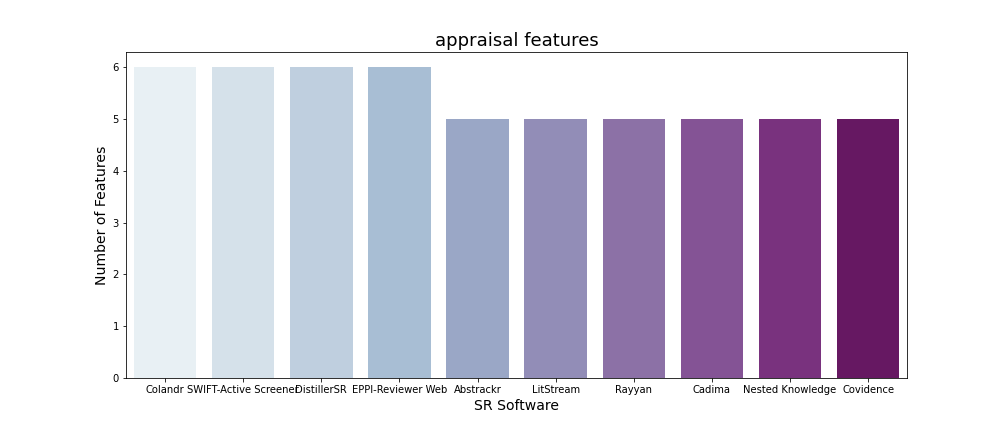 appraisal features
Number of Features
6
5
4
3
2
1
0
Colandr SWIFT-Active Screener DistillerSR EPPI-Reviewer Web Abstrackr LitStream Rayyan Cadima Nested Knowledge Covidence
SR Software